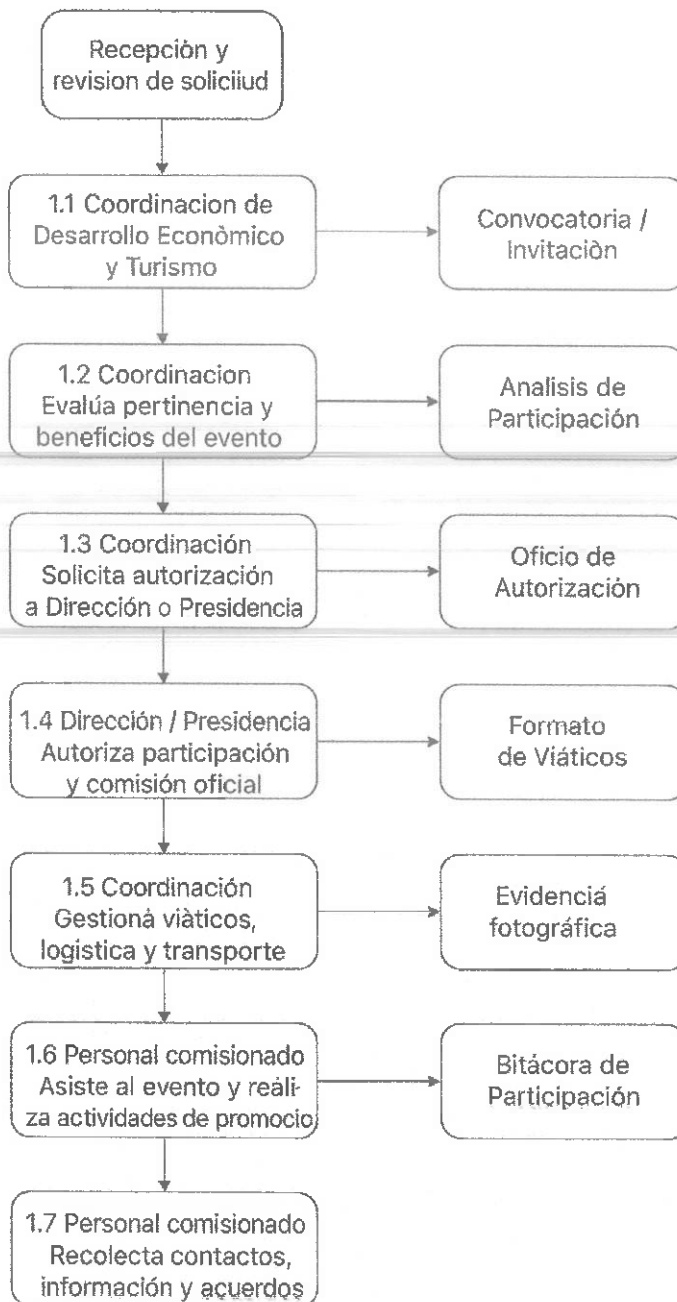 Recepciòn y
revision de soliciiud
1.1 Coordinacion de
Desarrollo Econòmico
y Turismo
Convocatoria /
Invitaciòn
1.2 Coordinacion
Evalúa pertinencia y
beneficios del evento
Analisis de
Participación
1.3 Coordinación
Solicita autorización
a Dirección o Presidencia
Oficio de
Autorización
1.4 Dirección / Presidencia
Autoriza participación
y comisión oficial
Formato
de Viáticos
1.5 Coordinación
Gestionà viàticos,
logística y transporte
Evidenciá
fotográfica
1.6 Personal comisionado
Asiste al evento y reáli-
za actividades de promocio
Bitácora de
Participación
1.7 Personal comisionado
Recolecta contactos,
información y acuerdos